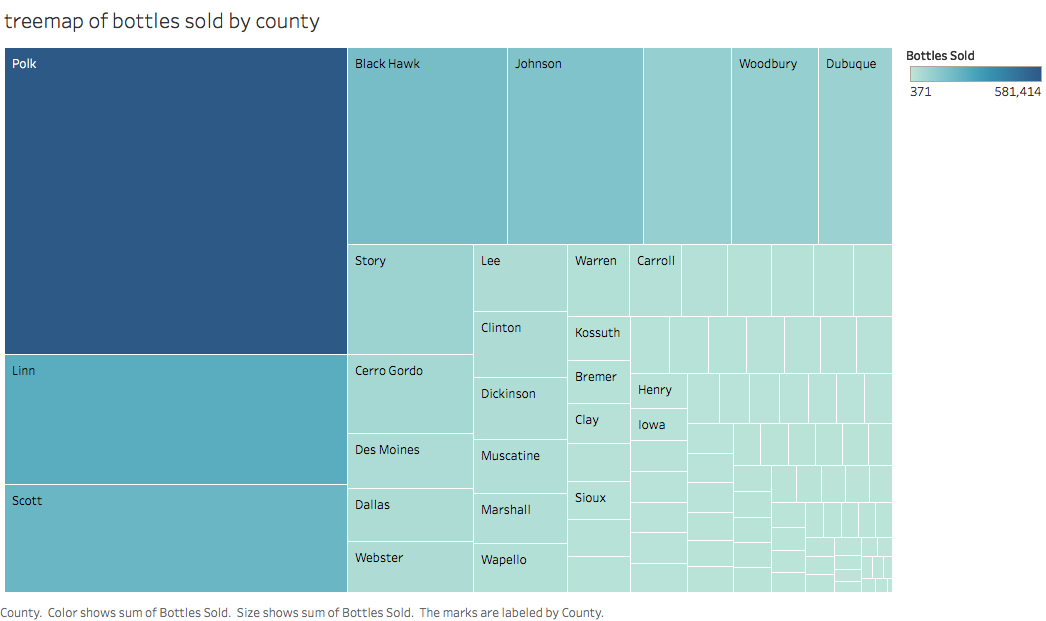 treemap of bottles sold by county
Polk
Black Hawk
Johnson
Woodbury
Dubuque
Bottles Sold
371
581,414
Story
Lee
Warren
Carroll
Clinton
Kossuth
Linn
Cerro Gordo
Bremer
Dickinson
Henry
Clay
Iowa
Des Moines
Muscatine
Scott
Sioux
Dallas
Marshall
Webster
Wapello
County.  Color shows sum of Bottles Sold.  Size shows sum of Bottles Sold.  The marks are labeled by County.